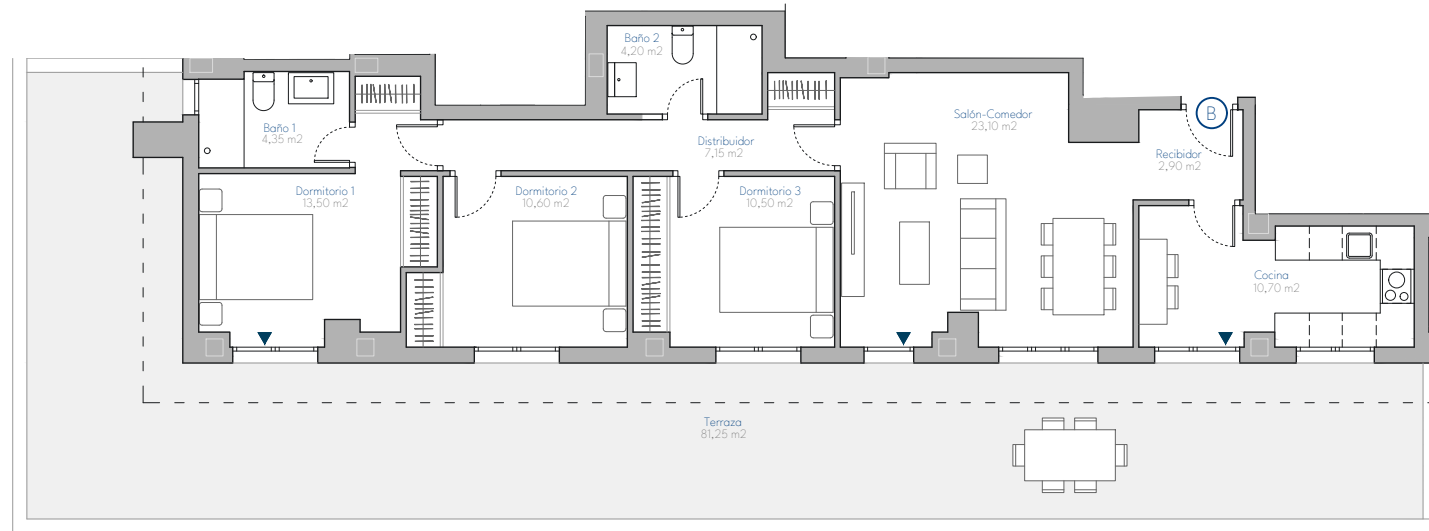 Baño 2
4,20 m2
Baño 1
4,35 m2
Salón-Comedor
23,10 m2
B
Distribuidor
7,15 m2
Recibidor
2,90 m2
Dormitorio 1
13,50 m2
Dormitorio 2
10,60 m2
Dormitorio 3
10,50 m2
Cocina
10,70 m2
Terraza
81,25 m2